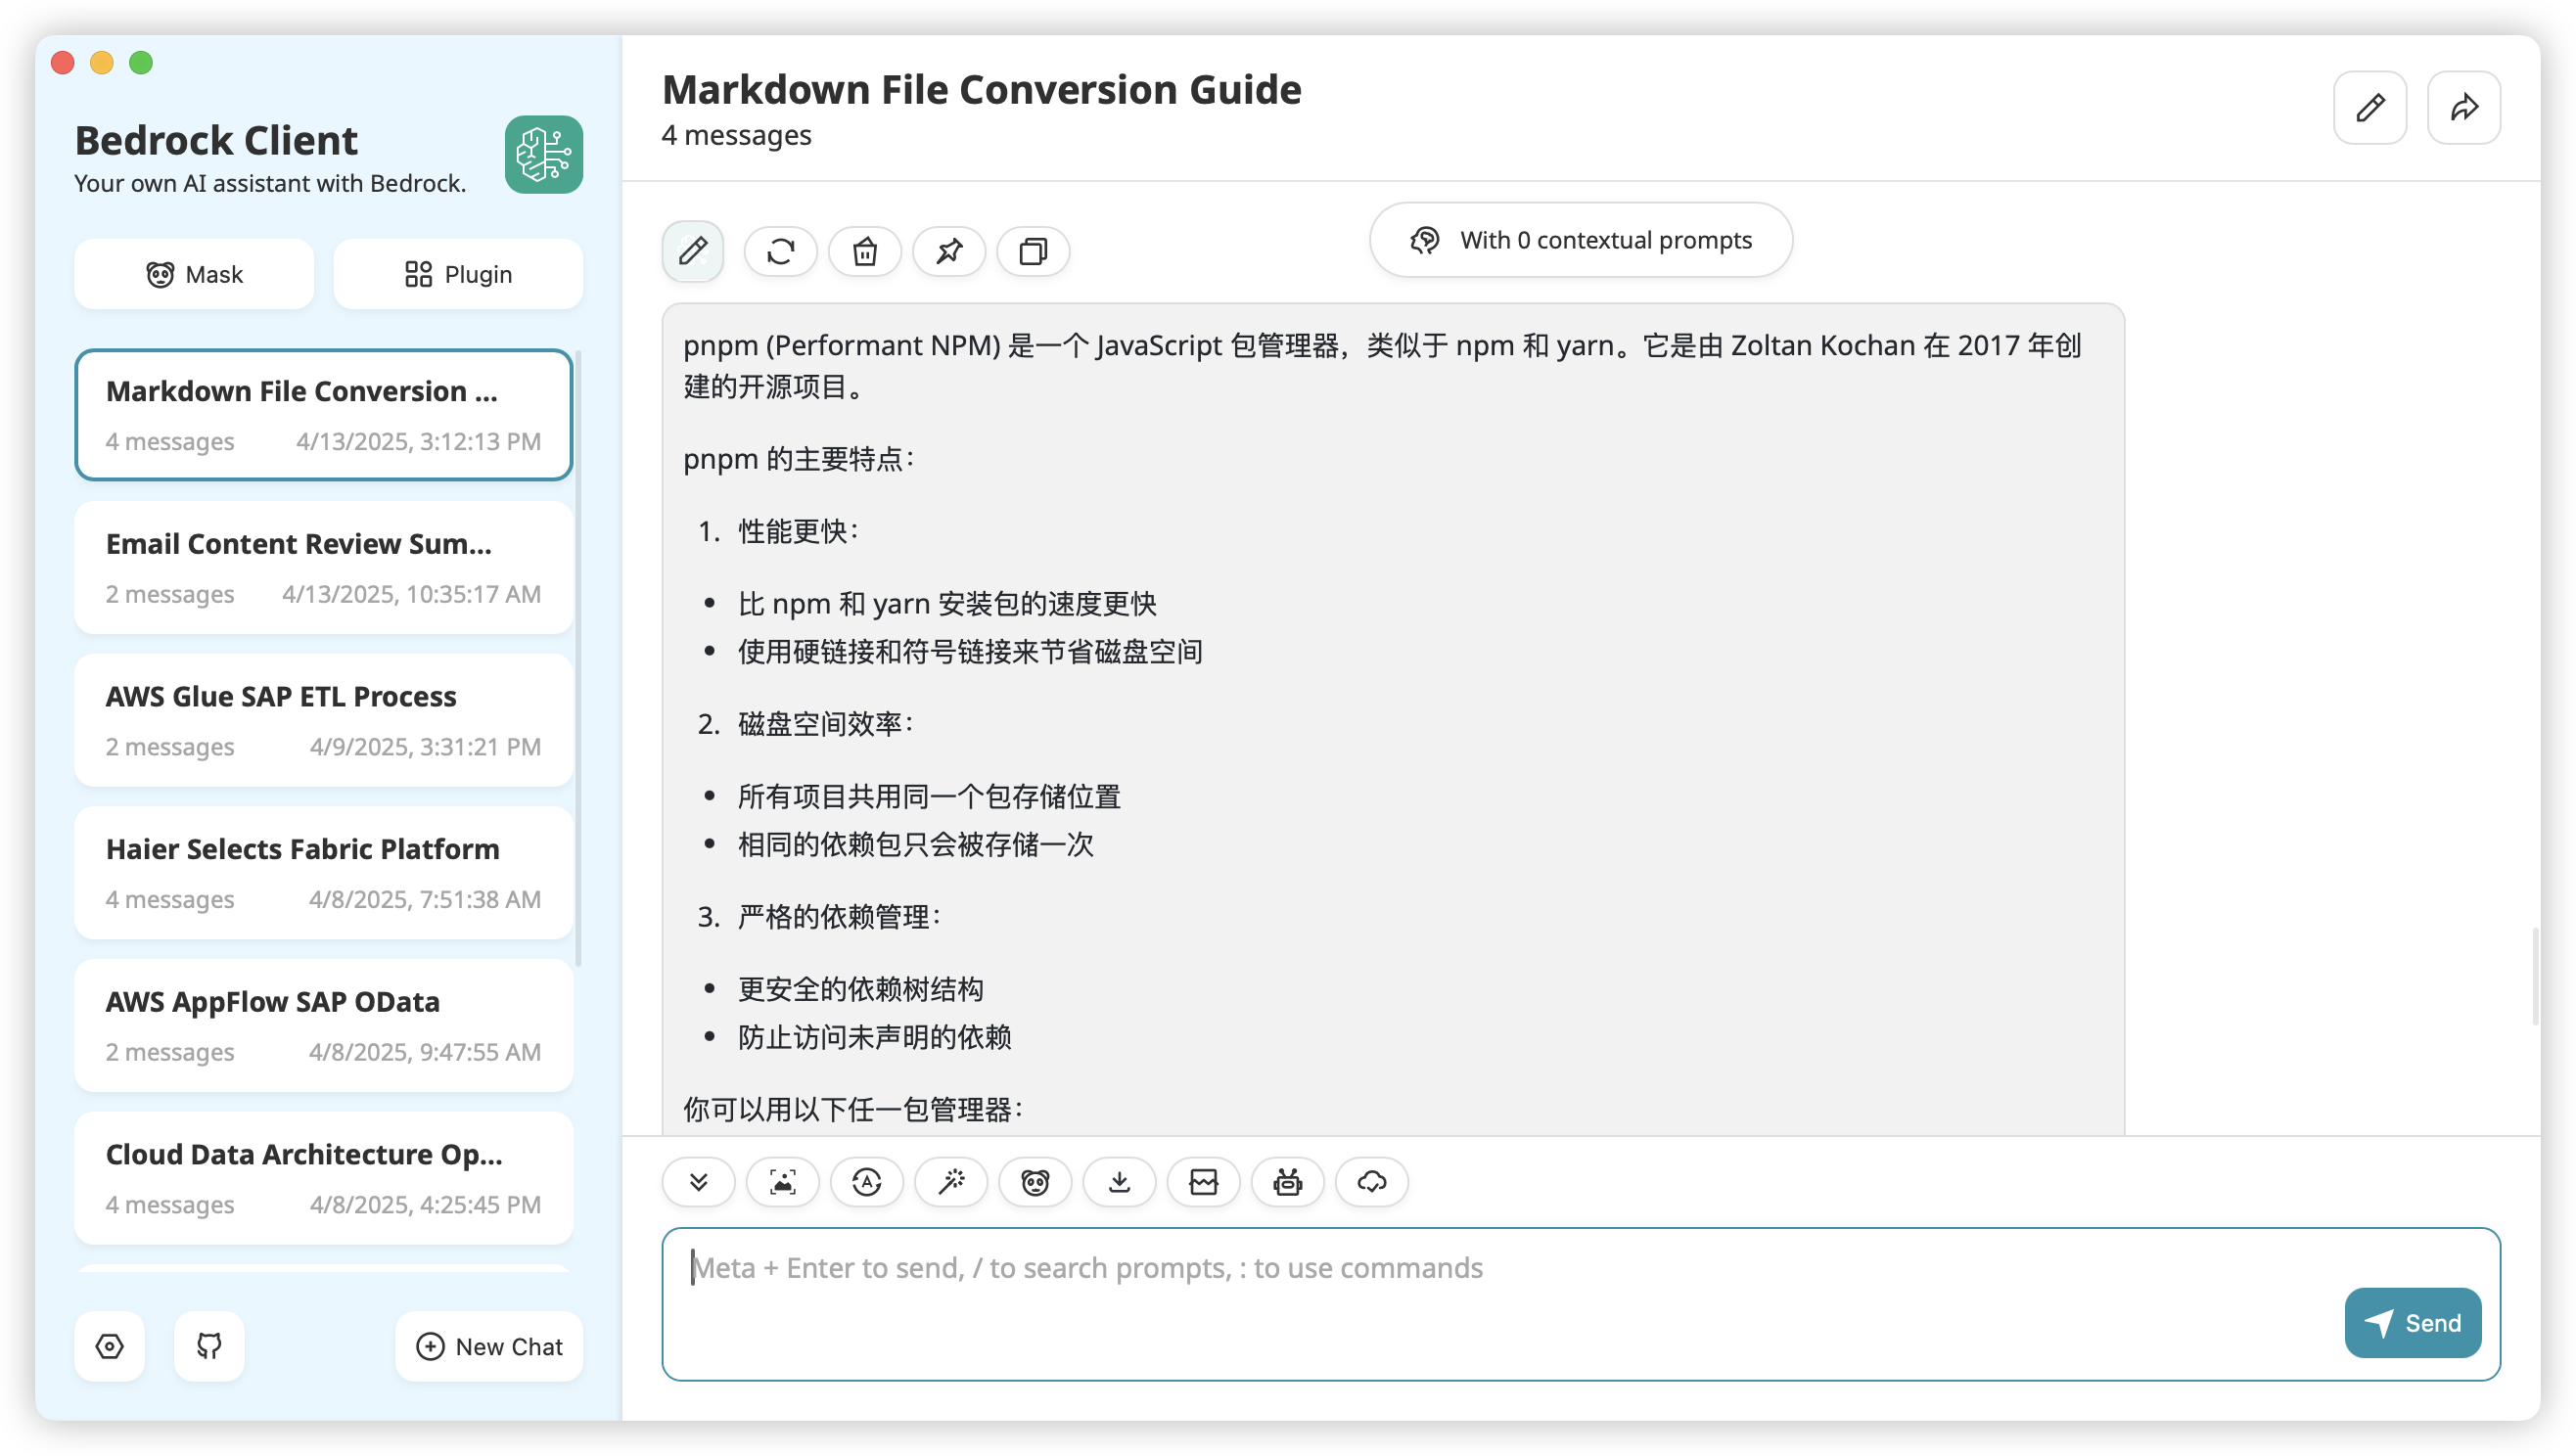 Bedrock Client
Your own AI assistant with Bedrock.
Mask
Plugin
Markdown File Conversion ...
4 messages 4/13/2025, 3:12:13 PM
Email Content Review Sum...
2 messages 4/13/2025, 10:35:17 AM
AWS Glue SAP ETL Process
2 messages 4/9/2025, 3:31:21 PM
Haier Selects Fabric Platform
4 messages 4/8/2025, 7:51:38 AM
AWS AppFlow SAP OData
2 messages 4/8/2025, 9:47:55 AM
Cloud Data Architecture Op...
4 messages 4/8/2025, 4:25:45 PM
New Chat
Markdown File Conversion Guide
4 messages
With 0 contextual prompts
pnpm (Performant NPM) 是一个 JavaScript 包管理器，类似于 npm 和 yarn。它是由 Zoltan Kochan 在 2017 年创
建的开源项目。
pnpm 的主要特点：
1. 性能更快：
• 比 npm 和 yarn 安装包的速度更快
• 使用硬链接和符号链接来节省磁盘空间
2. 磁盘空间效率：
• 所有项目共用同一个包存储位置
• 相同的依赖包只会被存储一次
3. 严格的依赖管理：
• 更安全的依赖树结构
• 防止访问未声明的依赖
你可以用以下任一包管理器：
Meta + Enter to send, / to search prompts, : to use commands
Send